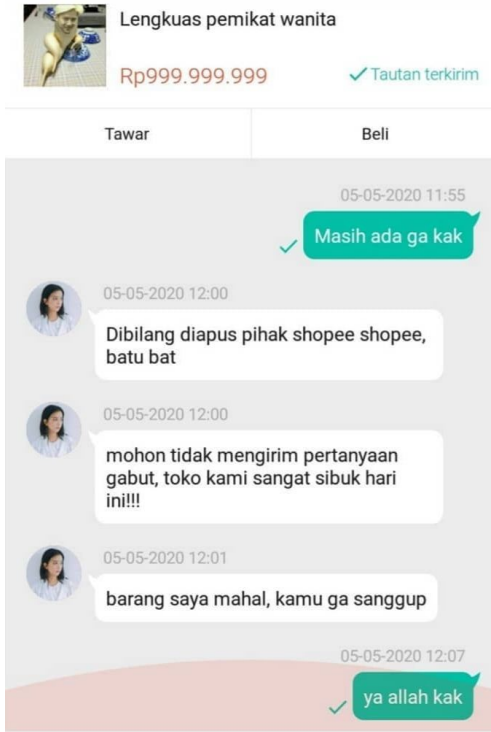 Lengkuas pemikat wanita
Rp999.999.999
Tautan terkirim
Tawar
Beli
05-05-2020 11:55
Masih ada ga kak
05-05-2020 12:00
Dibilang diapus pihak shopee shopee,
batu bat
05-05-2020 12:00
mohon tidak mengirim pertanyaan
gabut, toko kami sangat sibuk hari
ini!!!
05-05-2020 12:01
barang saya mahal, kamu ga sanggup
05-05-2020 12:07
ya allah kak